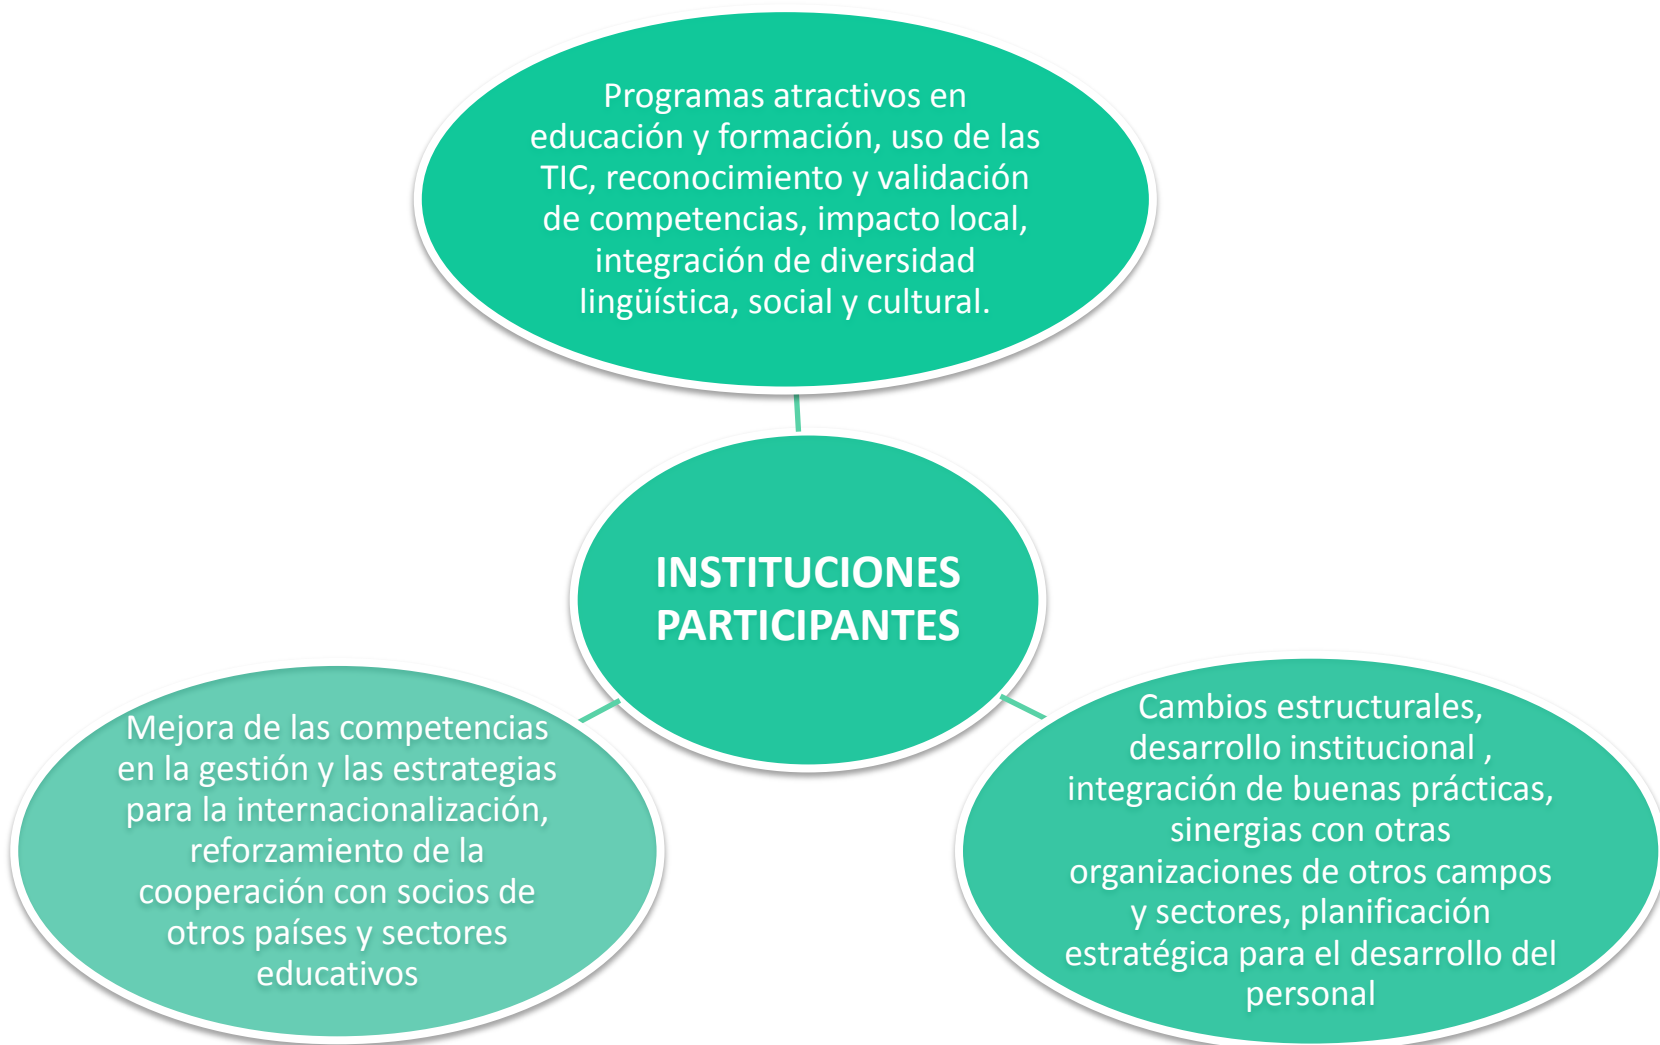 Programas atractivos en
educación y formación, uso de las
TIC, reconocimiento y validación
de competencias, impacto local,
integración de diversidad
lingüística, social y cultural.
INSTITUCIONES
PARTICIPANTES
Mejora de las competencias
en la gestión y las estrategias
para la internacionalización,
reforzamiento de la
cooperación con socios de
otros países y sectores
educativos
Cambios estructurales,
desarrollo institucional ,
integración de buenas prácticas,
sinergias con otras
organizaciones de otros campos
y sectores, planificación
estratégica para el desarrollo del
personal